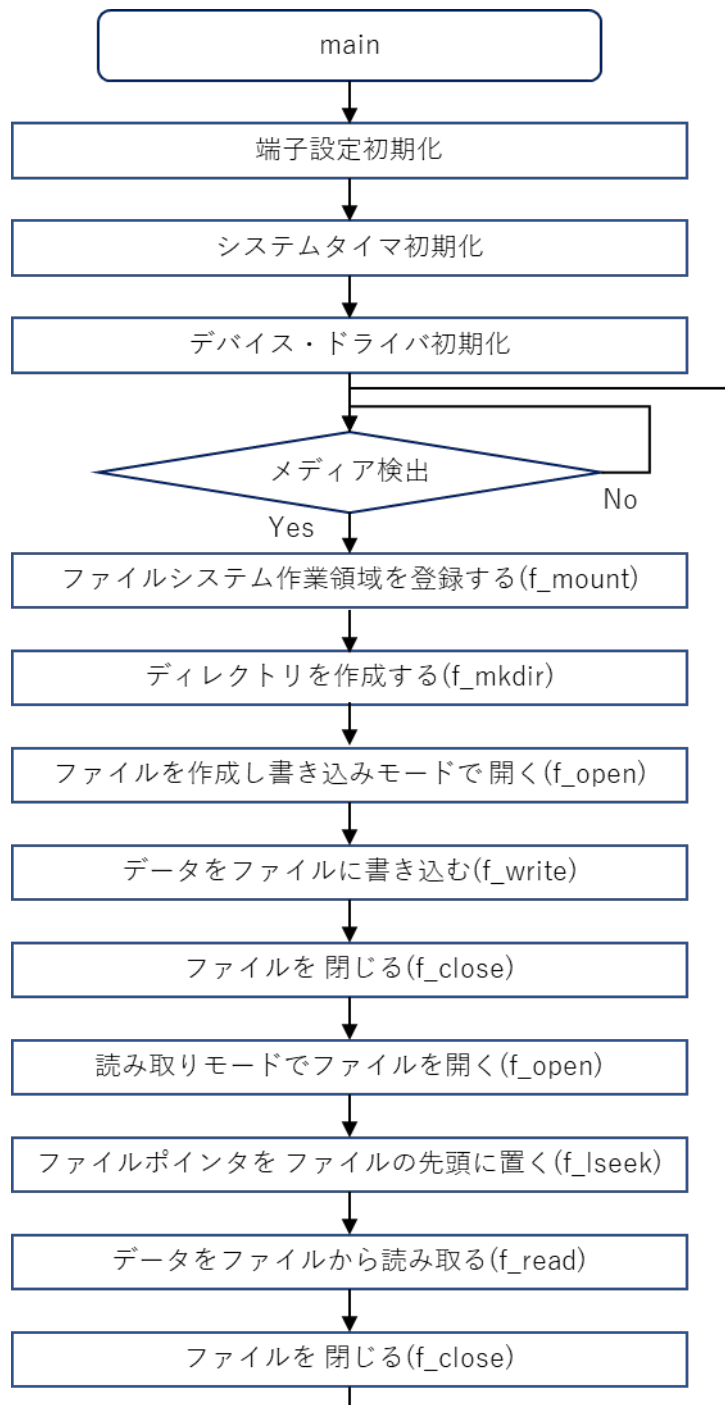 main
端子設定初期化
システムタイマ初期化
デバイス・ドライバ初期化
メディア検出
No
Yes
ファイルシステム作業領域を登録する(f_mount)
ディレクトリを作成する(f_mkdir)
ファイルを作成し書き込みモードで 開く(f_open)
データをファイルに書き込む(f_write)
ファイルを 閉じる(f_close)
読み取りモードでファイルを開く(f_open)
ファイルポインタを ファイルの先頭に置く(f_lseek)
データをファイルから読み取る(f_read)
ファイルを 閉じる(f_close)